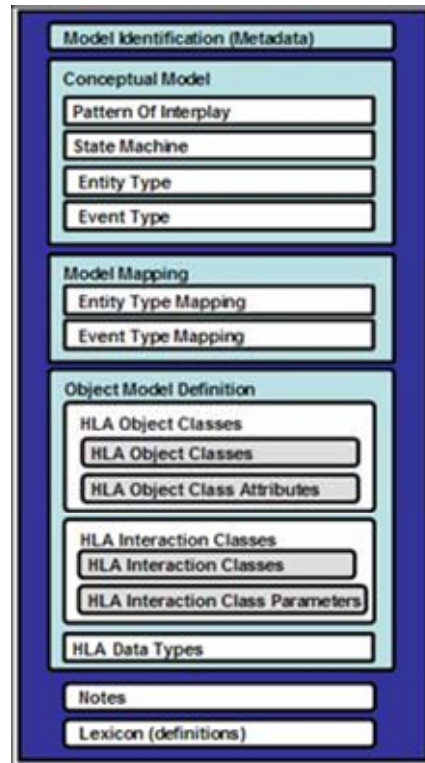 Model Identification (Metadata)
Conceptual Model
Pattern Of Interplay
State Machine
Entity Type
Event Type
Model Mapping
Entity Type Mapping
Event Type Mapping
Object Model Definition
HLA Object Classes
HLA Object Classes
HLA Object Class Attributes
HLA Interaction Classes
HLA Interaction Classes
HLA Interaction Class Parameters
HLA Data Types
Notes
Lexicon (definitions)